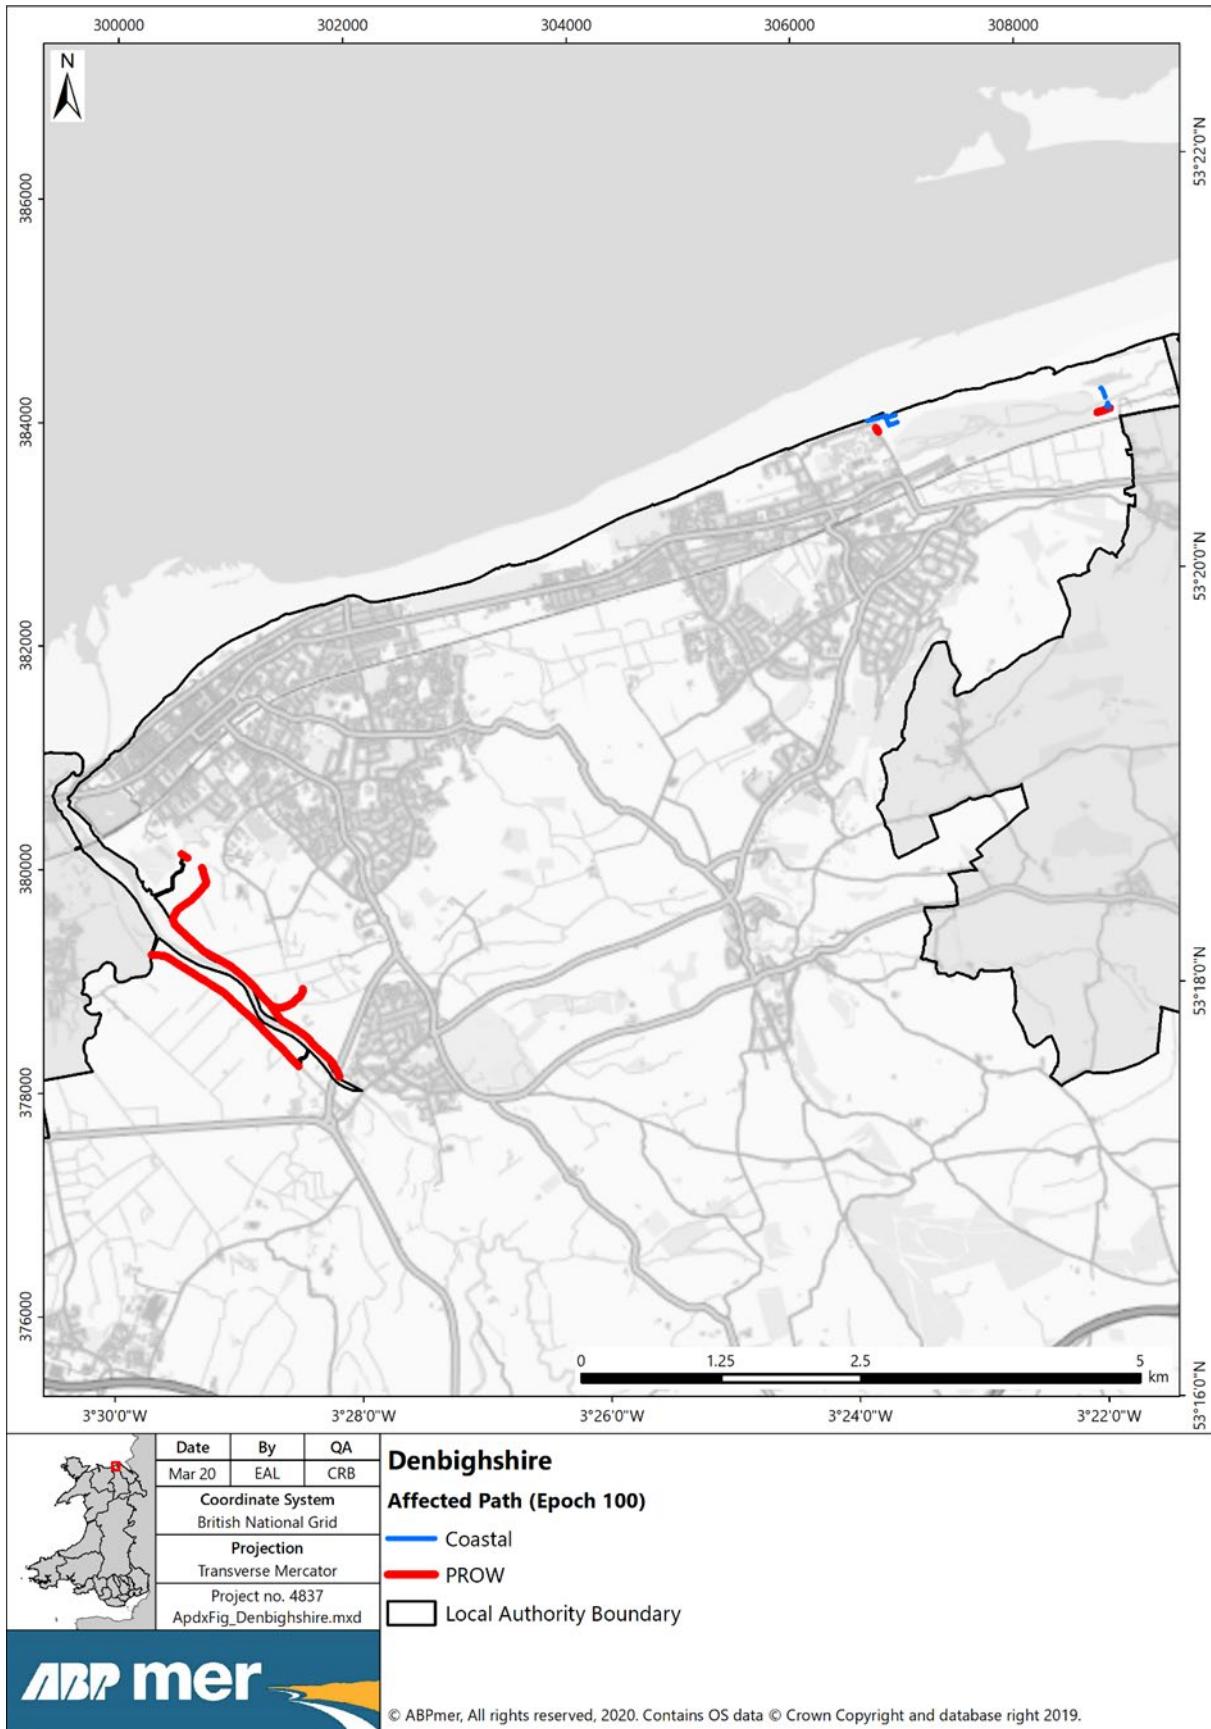 300000 302000 304000 306000 308000
N
53°22'0"N
386000
384000
53°20'0"N
382000
380000
53°18'0"N
378000
376000
0 1.25 2.5 5
km
53°16'0"N
3°30'0"W 3°28'0"W 3°26'0"W 3°24'0"W 3°22'0"W
Date By QA
Mar 20 EAL CRB
Coordinate System
British National Grid
Projection
Transverse Mercator
Project no. 4837
ApdxFig_Denbighshire.mxd
ABPmer
Denbighshire
Affected Path (Epoch 100)
Coastal
PROW
Local Authority Boundary
© ABPmer, All rights reserved, 2020. Contains OS data © Crown Copyright and database right 2019.